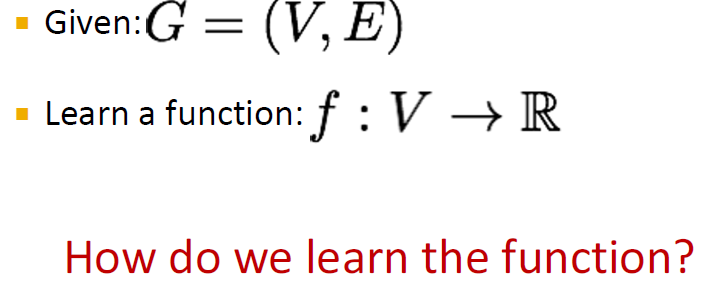 Given: G = (V, E)
Learn a function: f : V → ℝ
How do we learn the function?